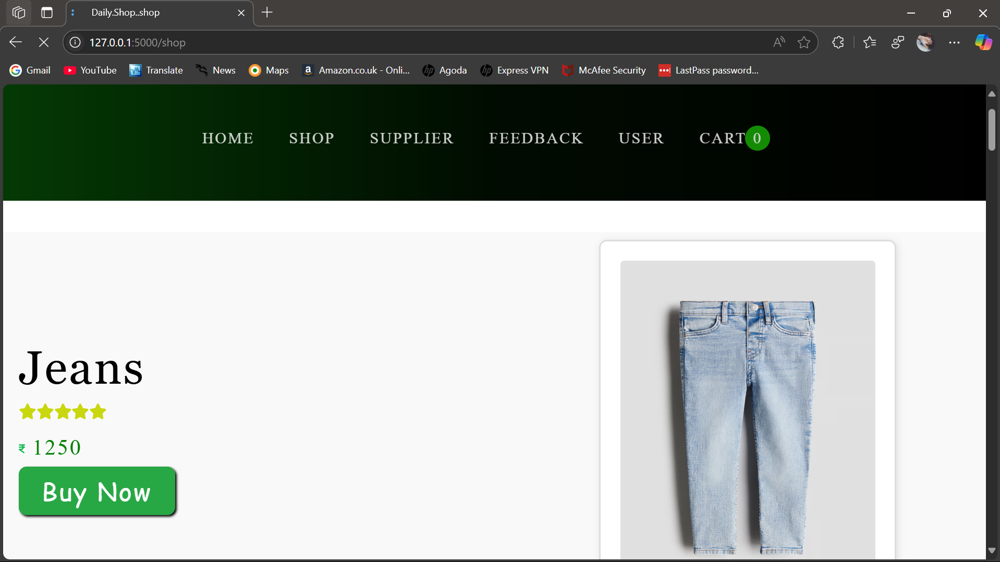 Daily.Shop..shop
127.0.0.1:5000/shop
Gmail YouTube Translate News Maps Amazon.co.uk - Onli... Agoda Express VPN McAfee Security LastPass password...
HOME SHOP SUPPLIER FEEDBACK USER CART 0
Jeans
₹ 1250
Buy Now